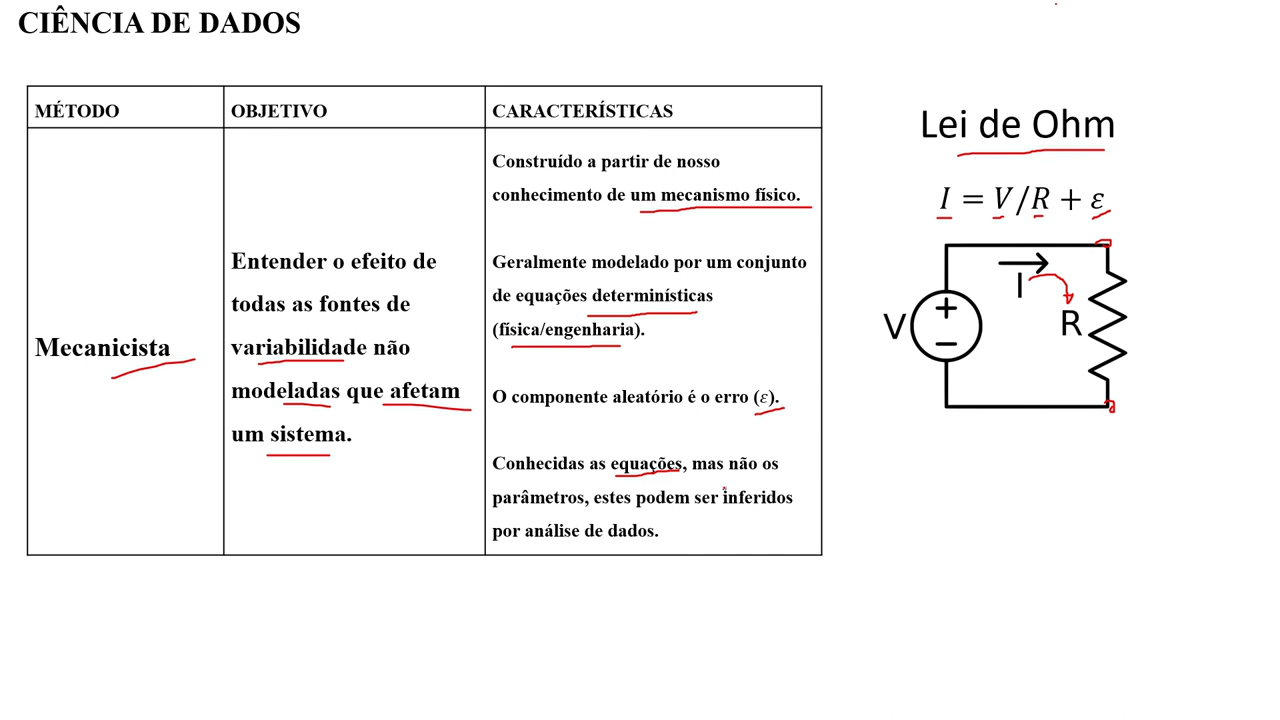 CIÊNCIA DE DADOS
MÉTODO
OBJETIVO
CARACTERÍSTICAS
Mecanicista
Entender o efeito de
todas as fontes de
variabilidade não
modeladas que afetam
um sistema.
Construído a partir de nosso
conhecimento de um mecanismo físico.
Geralmente modelado por um conjunto
de equações determinísticas
(física/engenharia).
O componente aleatório é o erro (ε).
Conhecidas as equações, mas não os
parâmetros, estes podem ser inferidos
por análise de dados.
Lei de Ohm
I = V/R + ε
I
V
+
−
R